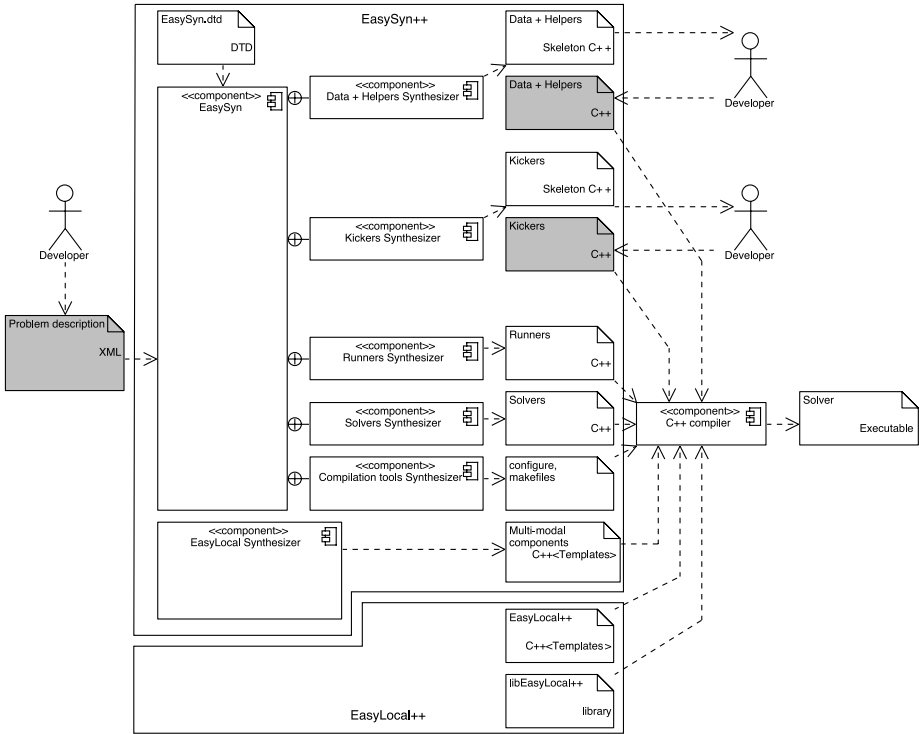 EasySyn++
EasySyn.dtd
DTD
Data + Helpers
Skeleton C++
Developer
<<component>>
EasySyn
<<component>>
Data + Helpers Synthesizer
Data + Helpers
C++
Kickers
Skeleton C++
Developer
Developer
<<component>>
Kickers Synthesizer
Kickers
C++
Problem description
XML
<<component>>
Runners Synthesizer
Runners
C++
<<component>>
Solvers Synthesizer
Solvers
C++
<<component>>
C++ compiler
Solver
Executable
<<component>>
Compilation tools Synthesizer
configure,
makefiles
<<component>>
EasyLocal Synthesizer
Multi-modal
components
C++<Templates>
EasyLocal++
C++<Templates>
libEasyLocal++
library
EasyLocal++